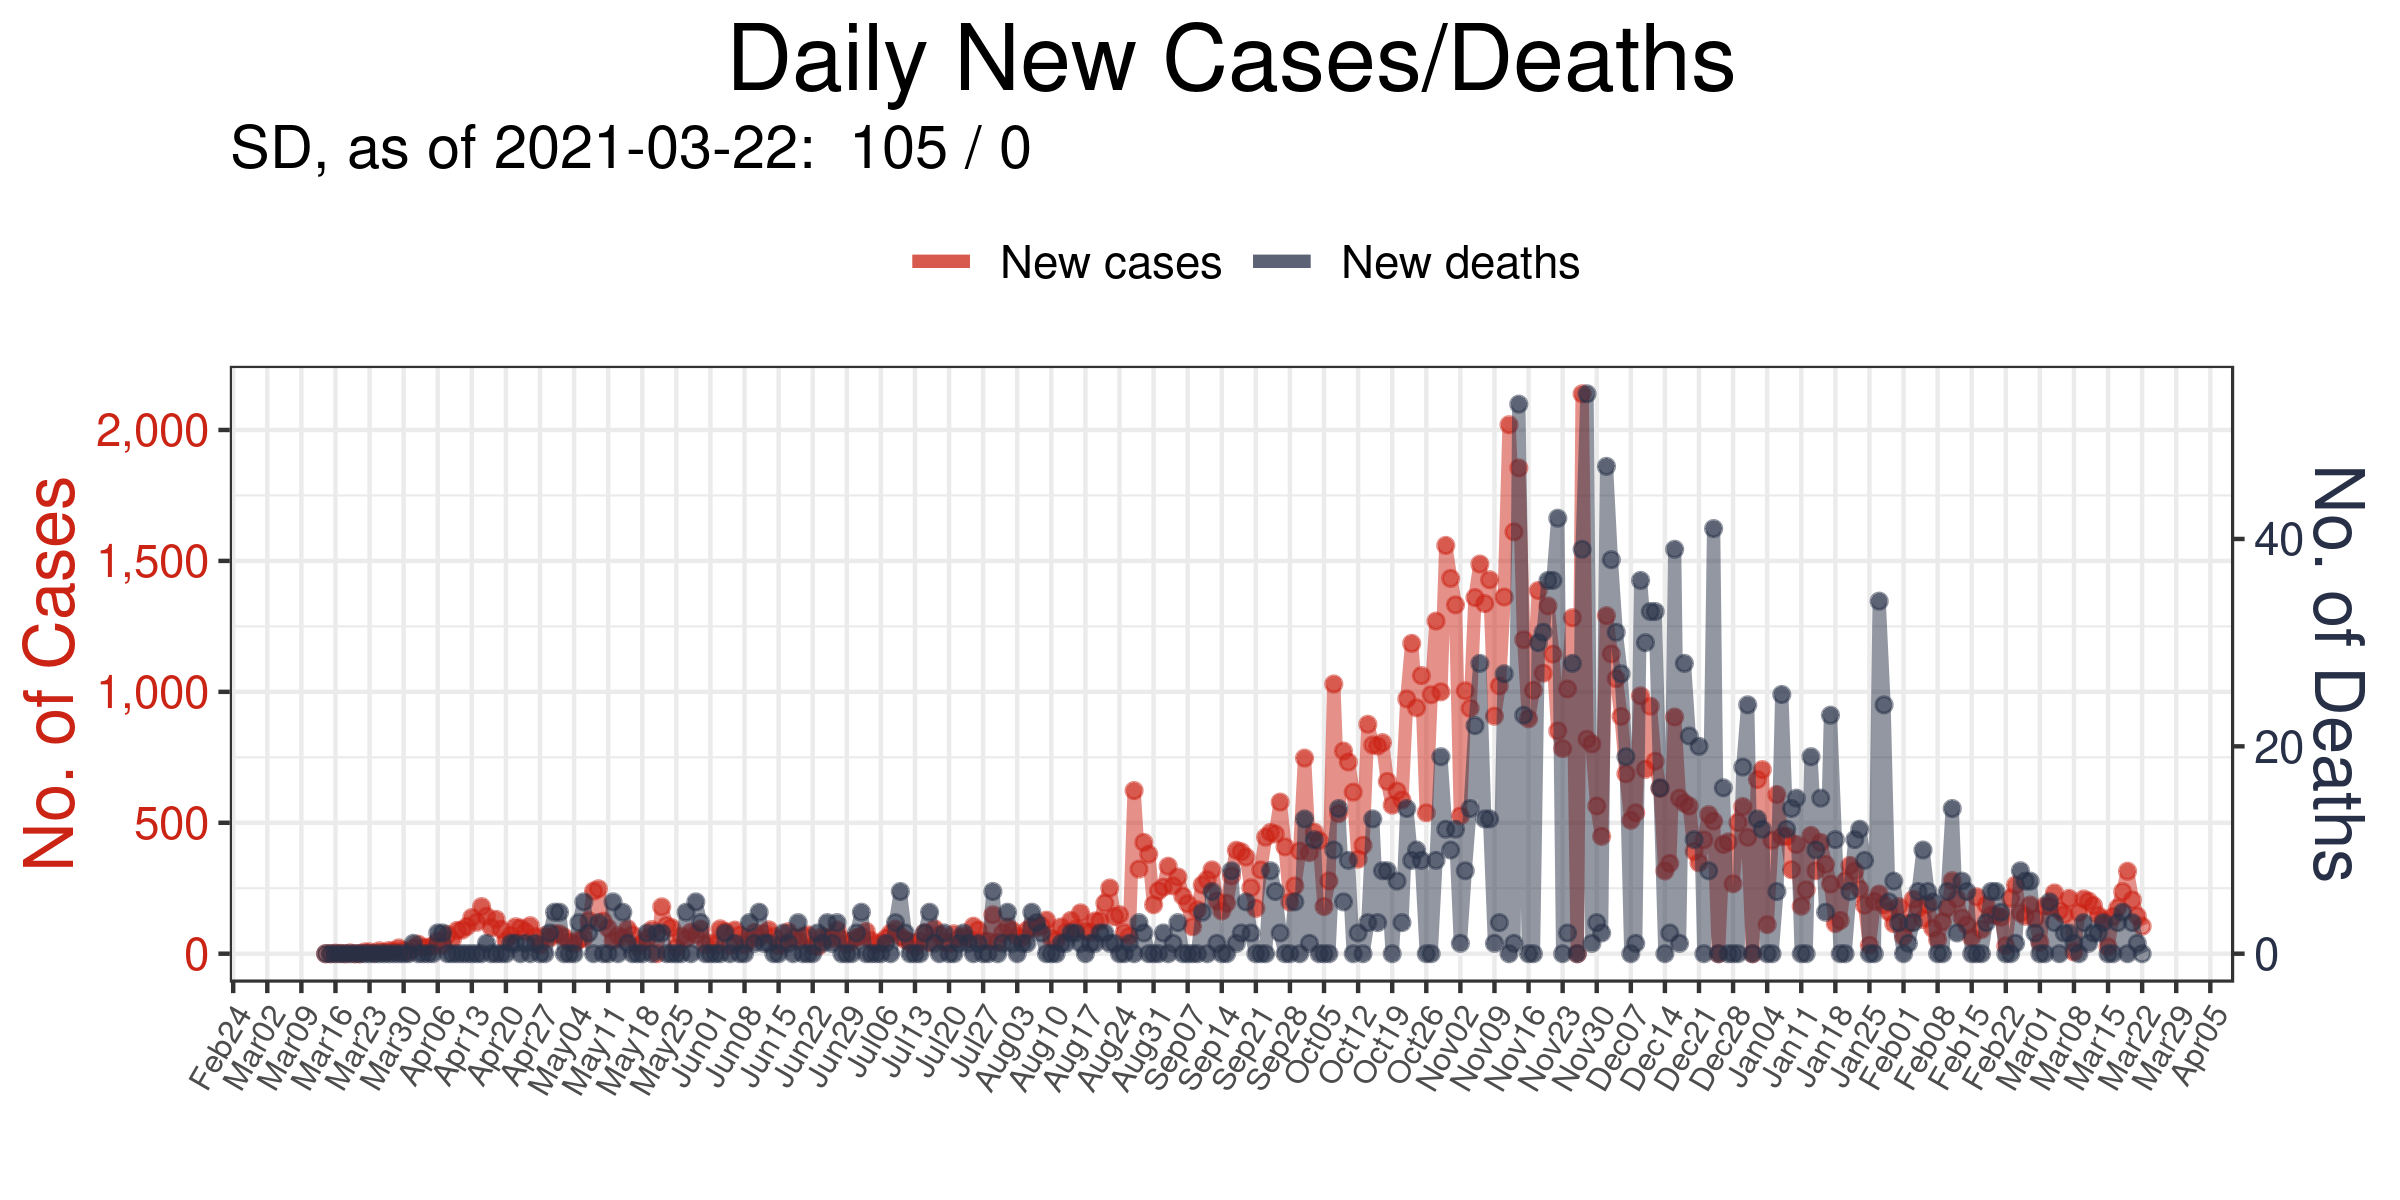 Daily New Cases/Deaths
SD, as of 2021-03-22:  105 / 0
New cases New deaths
No. of Cases
2,000
1,500
1,000
500
0
No. of Deaths
40
20
0
Feb24 Mar02 Mar09 Mar16 Mar23 Mar30 Apr06 Apr13 Apr20 Apr27 May04 May11 May18 May25 Jun01 Jun08 Jun15 Jun22 Jun29 Jul06 Jul13 Jul20 Jul27 Aug03 Aug10 Aug17 Aug24 Aug31 Sep07 Sep14 Sep21 Sep28 Oct05 Oct12 Oct19 Oct26 Nov02 Nov09 Nov16 Nov23 Nov30 Dec07 Dec14 Dec21 Dec28 Jan04 Jan11 Jan18 Jan25 Feb01 Feb08 Feb15 Feb22 Mar01 Mar08 Mar15 Mar22 Mar29 Apr05